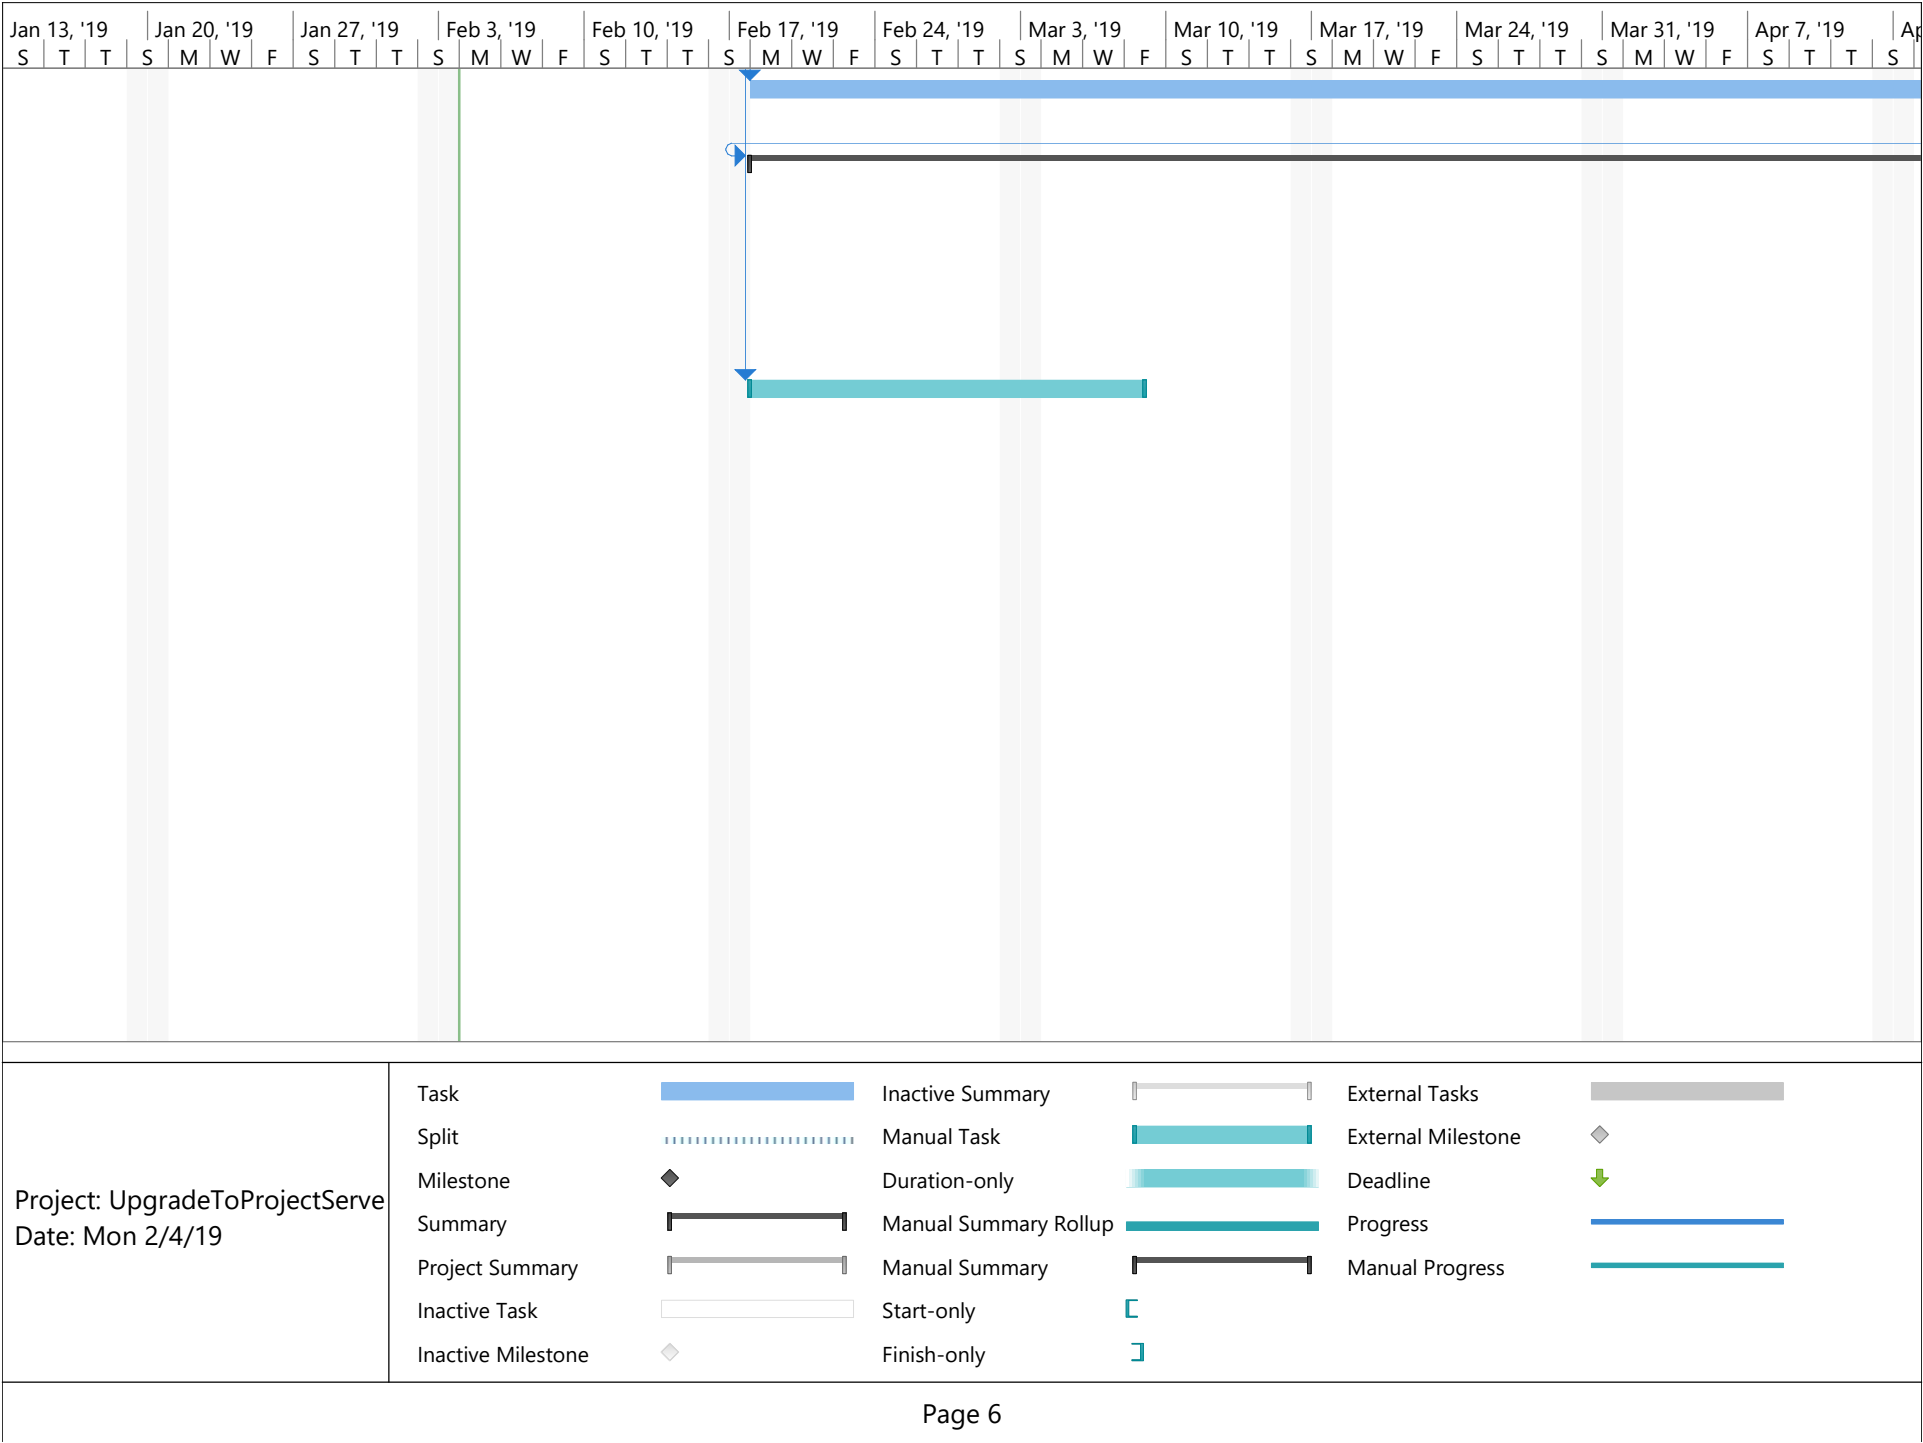 Jan 13, '19 Jan 20, '19 Jan 27, '19 Feb 3, '19 Feb 10, '19 Feb 17, '19 Feb 24, '19 Mar 3, '19 Mar 10, '19 Mar 17, '19 Mar 24, '19 Mar 31, '19 Apr 7, '19 Ap
S T T S M W F S T T S M W F S T T S M W F S T T S M W F S T T S M W F S T T S M W F S T T S
Task Inactive Summary External Tasks
Split Manual Task External Milestone
Milestone Duration-only Deadline
Summary Manual Summary Rollup Progress
Project Summary Manual Summary Manual Progress
Inactive Task Start-only
Inactive Milestone Finish-only
Project: UpgradeToProjectServe
Date: Mon 2/4/19
Page 6